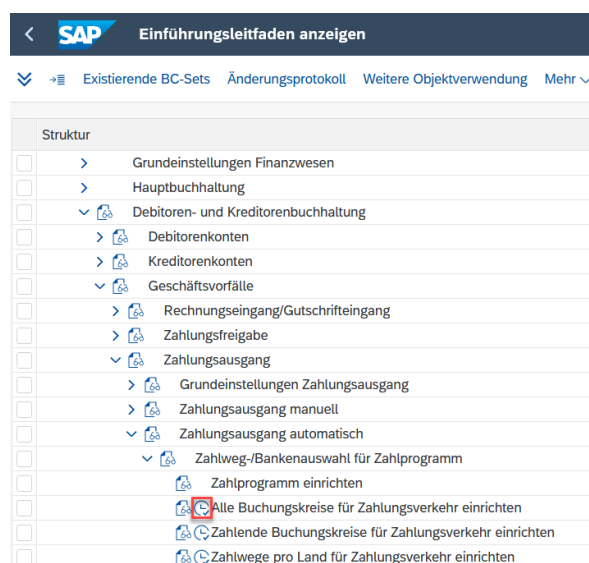 SAP Einführungsleitfaden anzeigen
Existierende BC-Sets Änderungsprotokoll Weitere Objektverwendung Mehr
Struktur
Grundeinstellungen Finanzwesen
Hauptbuchhaltung
Debitoren- und Kreditorenbuchhaltung
Debitorenkonten
Kreditorenkonten
Geschäftsvorfälle
Rechnungseingang/Gutschrifteingang
Zahlungsfreigabe
Zahlungsausgang
Grundeinstellungen Zahlungsausgang
Zahlungsausgang manuell
Zahlungsausgang automatisch
Zahlweg-/Bankenauswahl für Zahlprogramm
Zahlprogramm einrichten
Alle Buchungskreise für Zahlungsverkehr einrichten
Zahlende Buchungskreise für Zahlungsverkehr einrichten
Zahlwege pro Land für Zahlungsverkehr einrichten